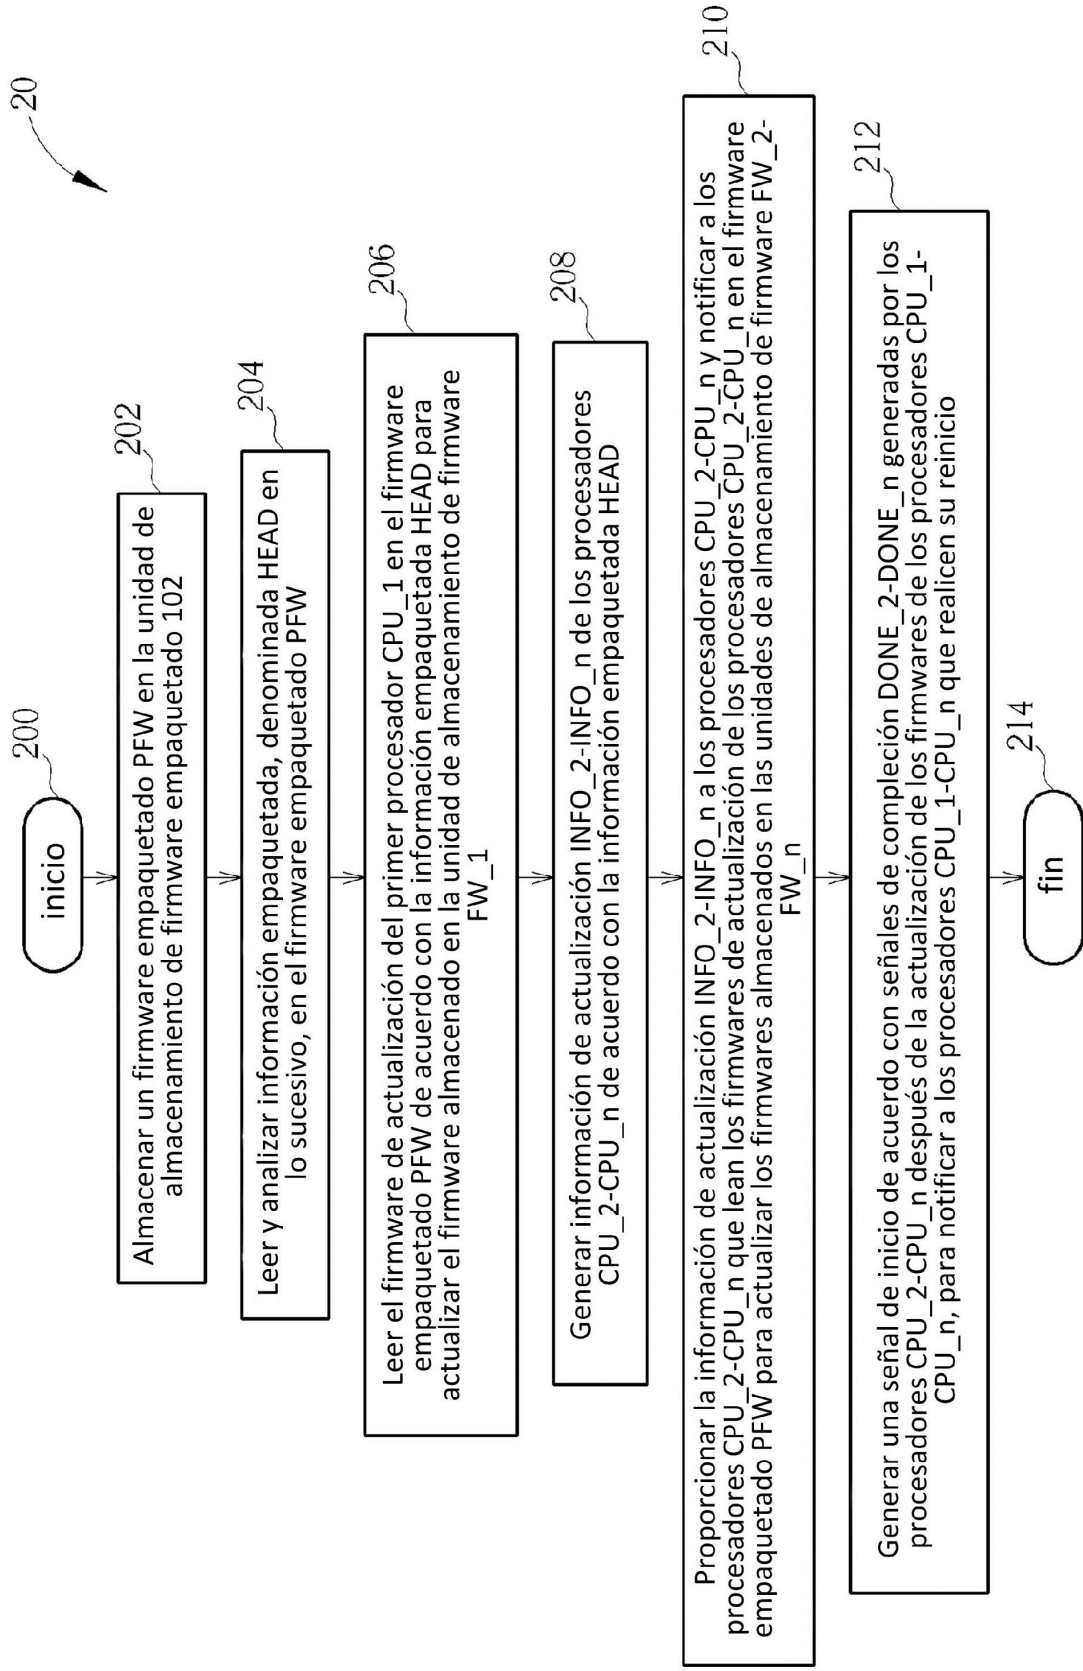 20
200
inicio
202
Almacenar un firmware empaquetado PFW en la unidad de
almacenamiento de firmware empaquetado 102
204
Leer y analizar información empaquetada, denominada HEAD en
lo sucesivo, en el firmware empaquetado PFW
206
Leer el firmware de actualización del primer procesador CPU_1 en el firmware
empaquetado PFW de acuerdo con la información empaquetada HEAD para
actualizar el firmware almacenado en la unidad de almacenamiento de firmware
FW_1
208
Generar información de actualización INFO_2-INFO_n de los procesadores
CPU_2-CPU_n de acuerdo con la información empaquetada HEAD
210
Proporcionar la información de actualización INFO_2-INFO_n a los procesadores CPU_2-CPU_n y notificar a los
procesadores CPU_2-CPU_n que lean los firmwares de actualización de los procesadores CPU_2-CPU_n en el firmware
empaquetado PFW para actualizar los firmwares almacenados en las unidades de almacenamiento de firmware FW_2-
FW_n
212
Generar una señal de inicio de acuerdo con señales de compleción DONE_2-DONE_n generadas por los
procesadores CPU_2-CPU_n después de la actualización de los firmwares de los procesadores CPU_1-
CPU_n, para notificar a los procesadores CPU_1-CPU_n que realicen su reinicio
214
fin